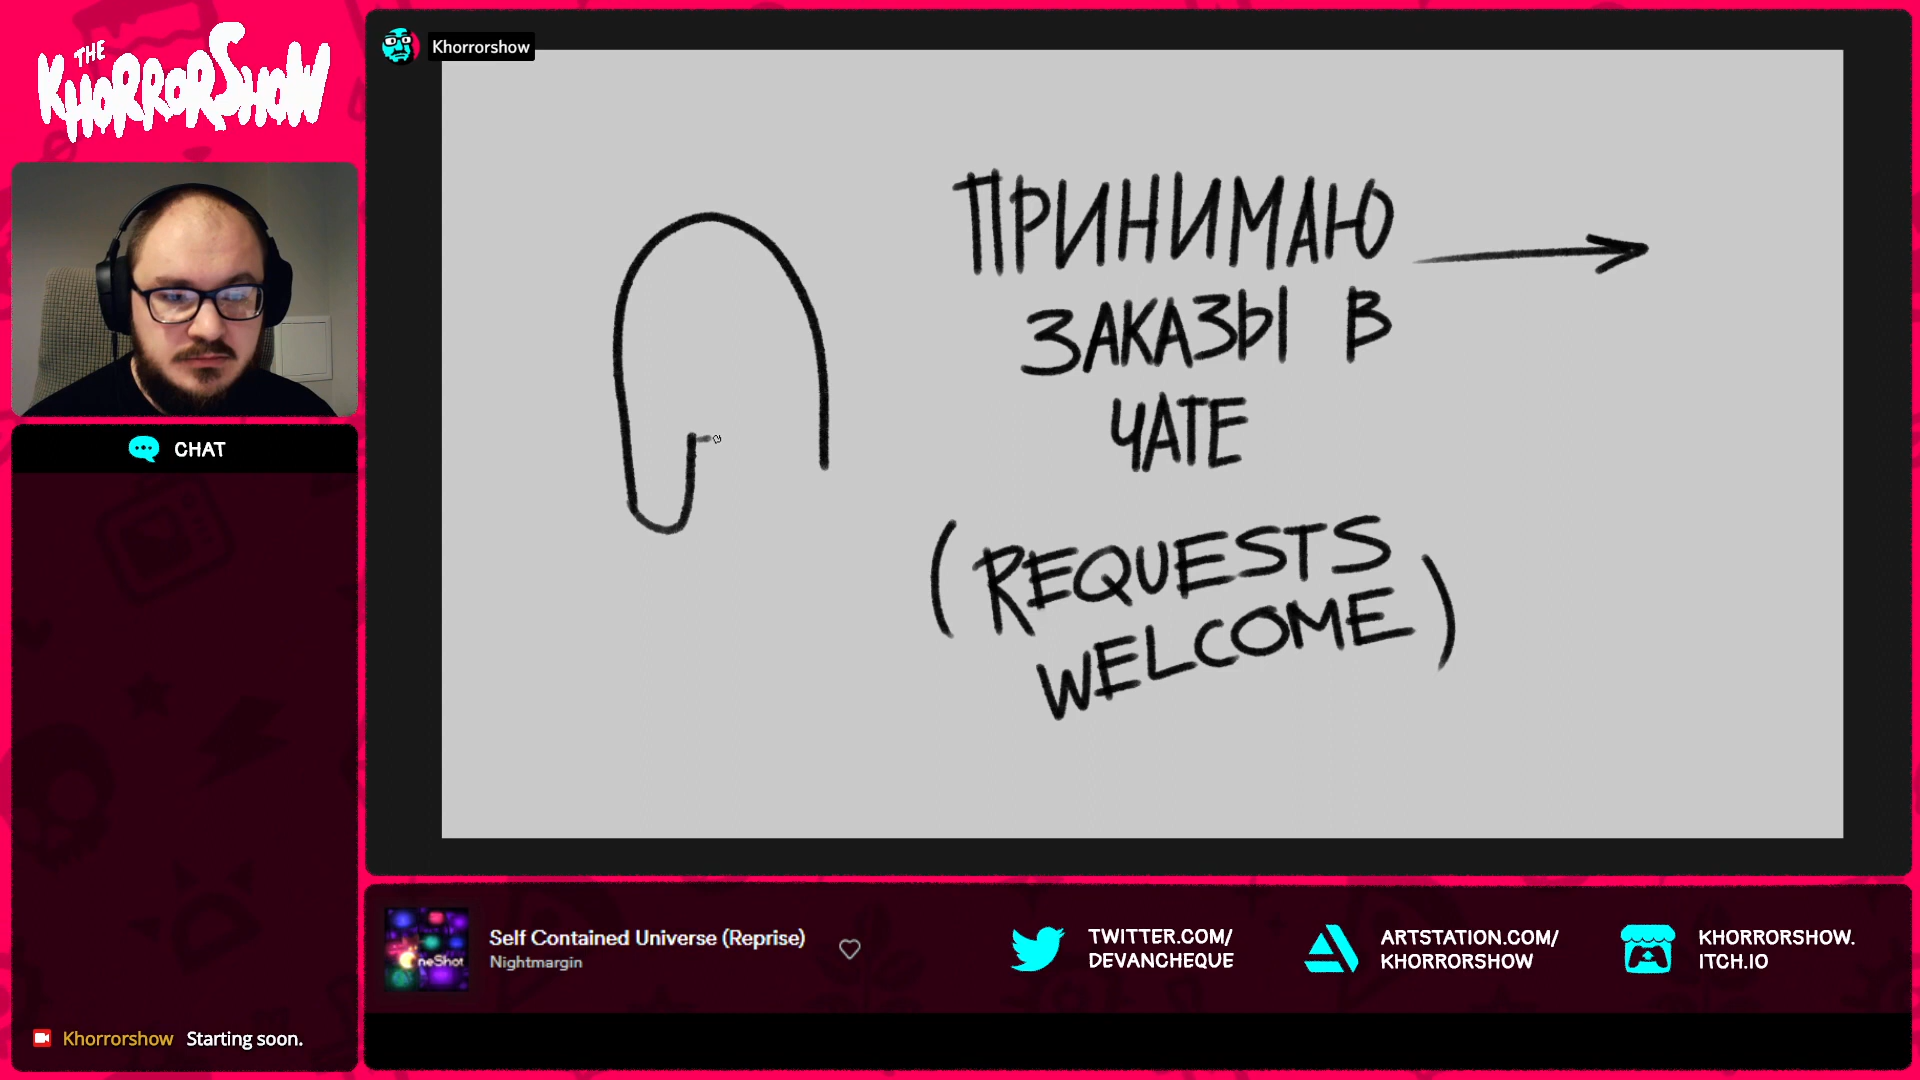 THE
KHORRORSHOW
Khorrorshow
ПРИНИМАЮ
ЗАКАЗЫ В
ЧАТЕ
(REQUESTS
WELCOME)
CHAT
Khorrorshow Starting soon.
neShot
Self Contained Universe (Reprise)
Nightmargin
TWITTER.COM/
DEVANCHEQUE
ARTSTATION.COM/
KHORRORSHOW
KHORRORSHOW.
ITCH.IO